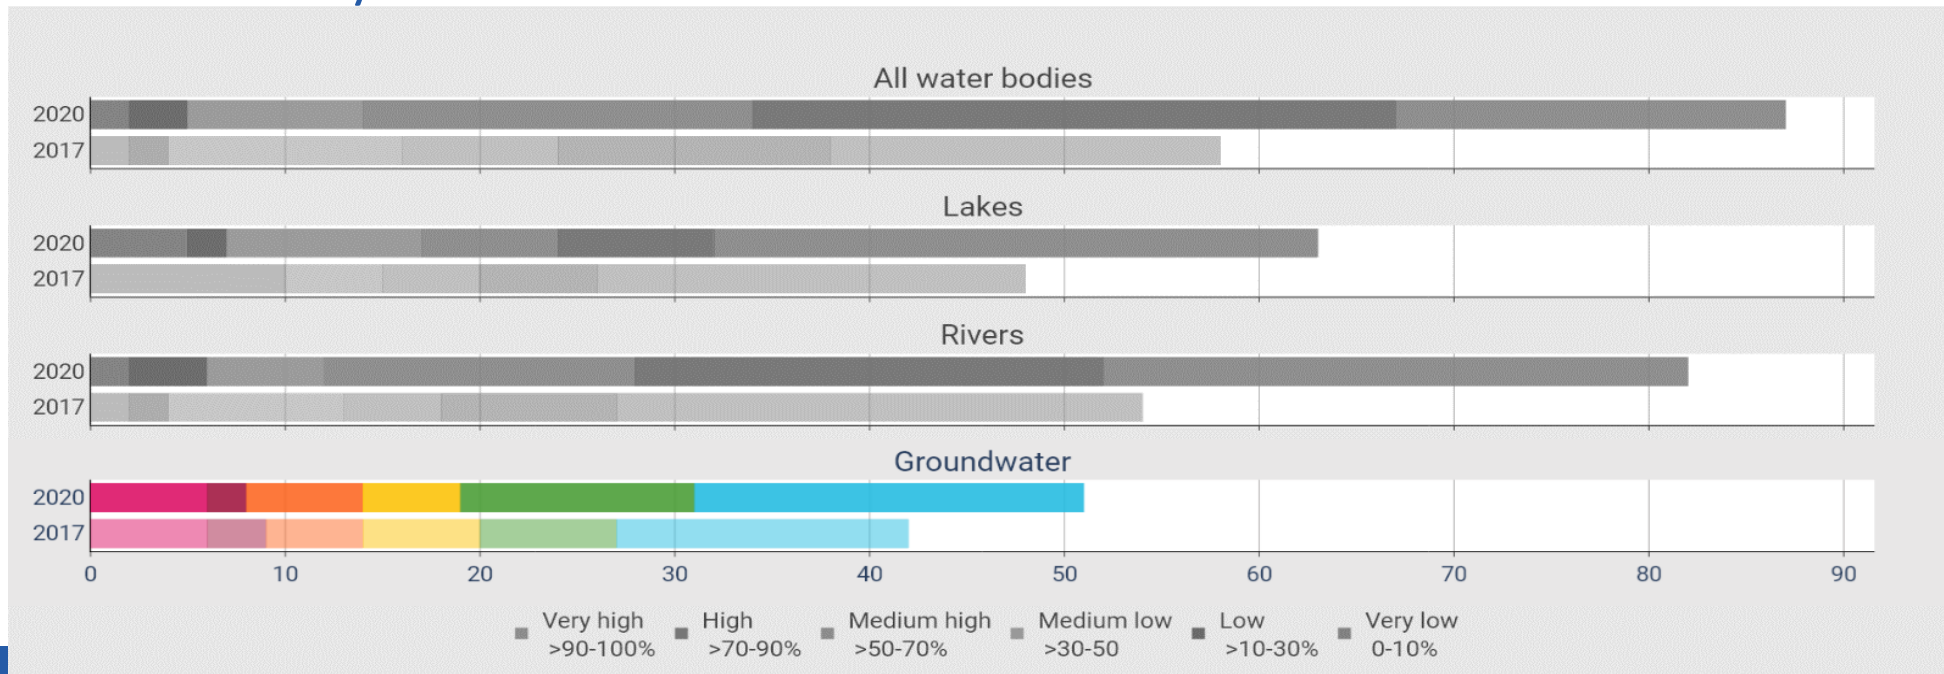 All water bodies
2020
2017
Lakes
2020
2017
Rivers
2020
2017
Groundwater
2020
2017
0 10 20 30 40 50 60 70 80 90
Very high High Medium high Medium low Low Very low
>90-100% >70-90% >50-70% >30-50 >10-30% 0-10%